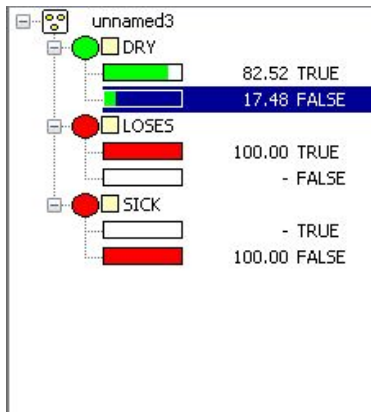 unnamed3
DRY
82.52 TRUE
17.48 FALSE
LOSES
100.00 TRUE
- FALSE
SICK
- TRUE
100.00 FALSE